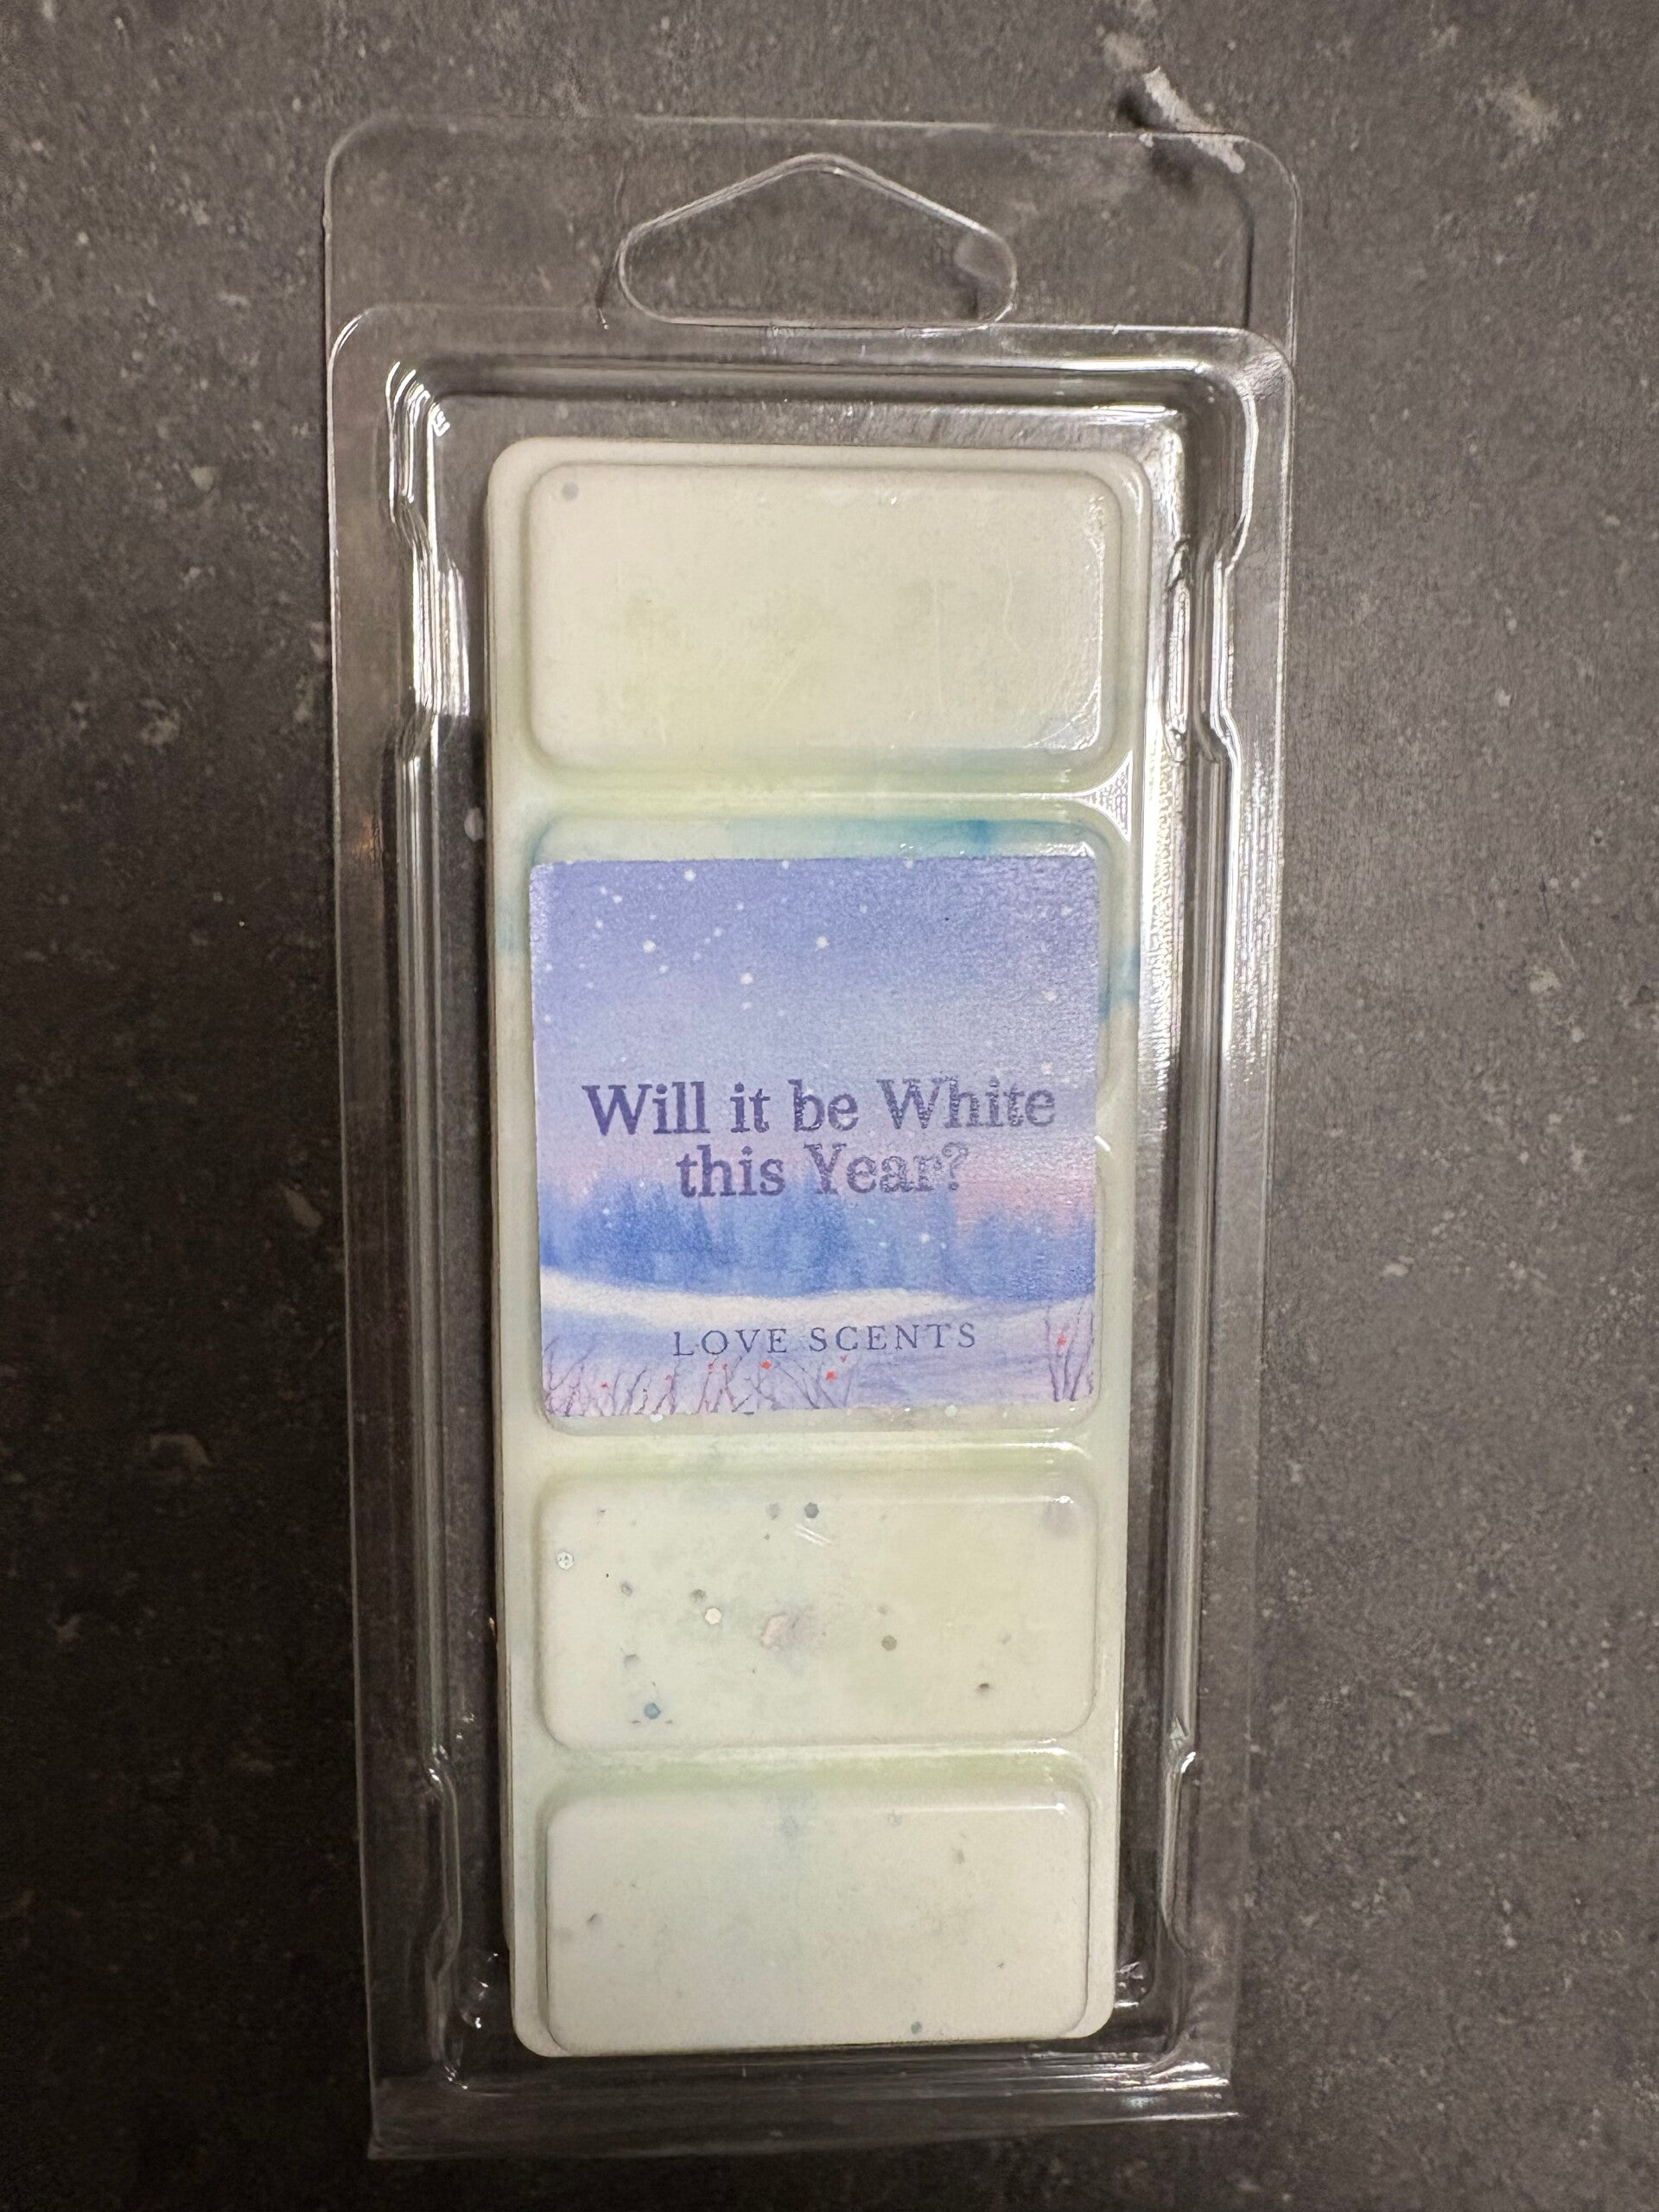 Will it be White
this Year?
LOVE SCENTS